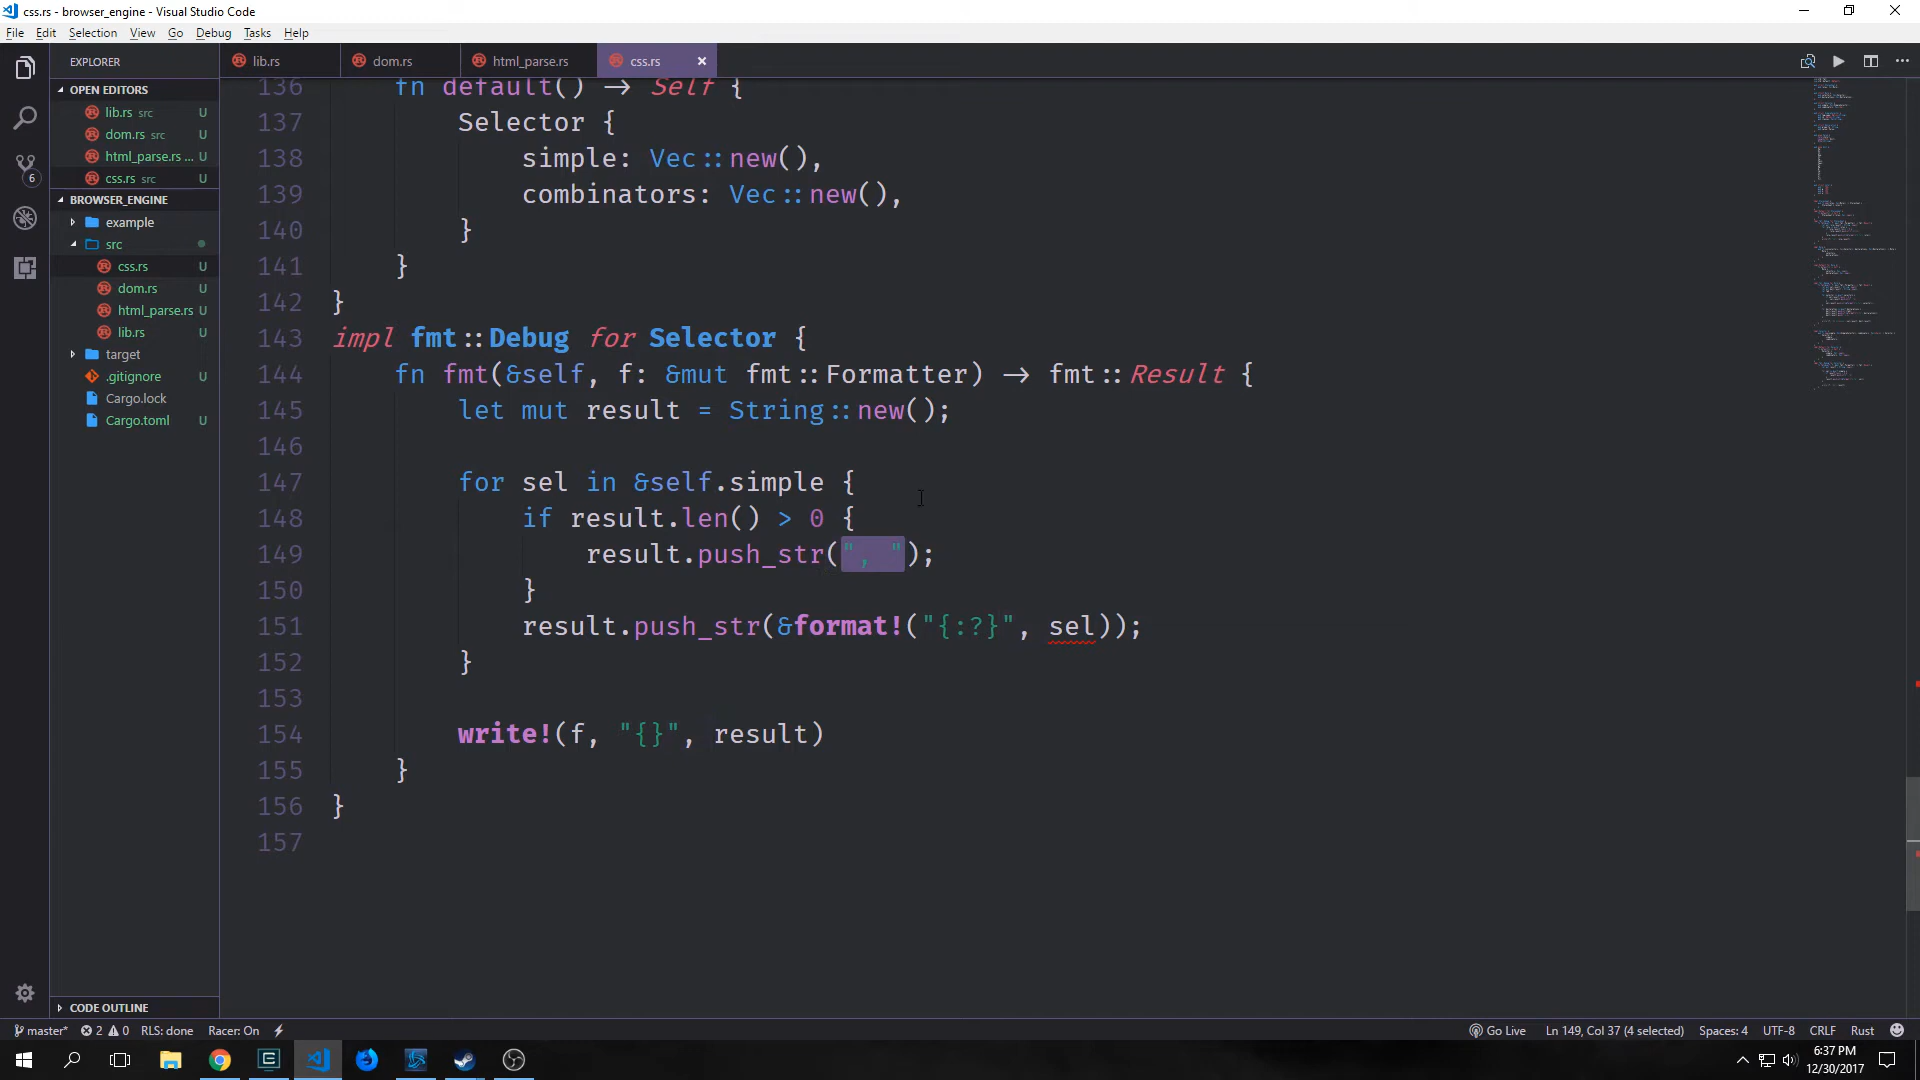 css.rs - browser_engine - Visual Studio Code
File Edit Selection View Go Debug Tasks Help
EXPLORER
lib.rs
dom.rs
html_parse.rs
css.rs
OPEN EDITORS
lib.rs src U
dom.rs src U
html_parse.rs ... U
css.rs src U
BROWSER_ENGINE
example
src
css.rs U
dom.rs U
html_parse.rs U
lib.rs U
target
.gitignore U
Cargo.lock
Cargo.toml U
CODE OUTLINE
6
136 fn default() → Self {
137 Selector {
138 simple: Vec::new(),
139 combinators: Vec::new(),
140 }
141 }
142 }
143 impl fmt::Debug for Selector {
144 fn fmt(&self, f: &mut fmt::Formatter) → fmt::Result {
145 let mut result = String::new();
146
147 for sel in &self.simple {
148 if result.len() > 0 {
149 result.push_str(", ");
150 }
151 result.push_str(&format!("{:?}", sel));
152 }
153
154 write!(f, "{}", result)
155 }
156 }
157
master* 2 0 RLS: done Racer: On Go Live Ln 149, Col 37 (4 selected) Spaces: 4 UTF-8 CRLF Rust
6:37 PM
12/30/2017